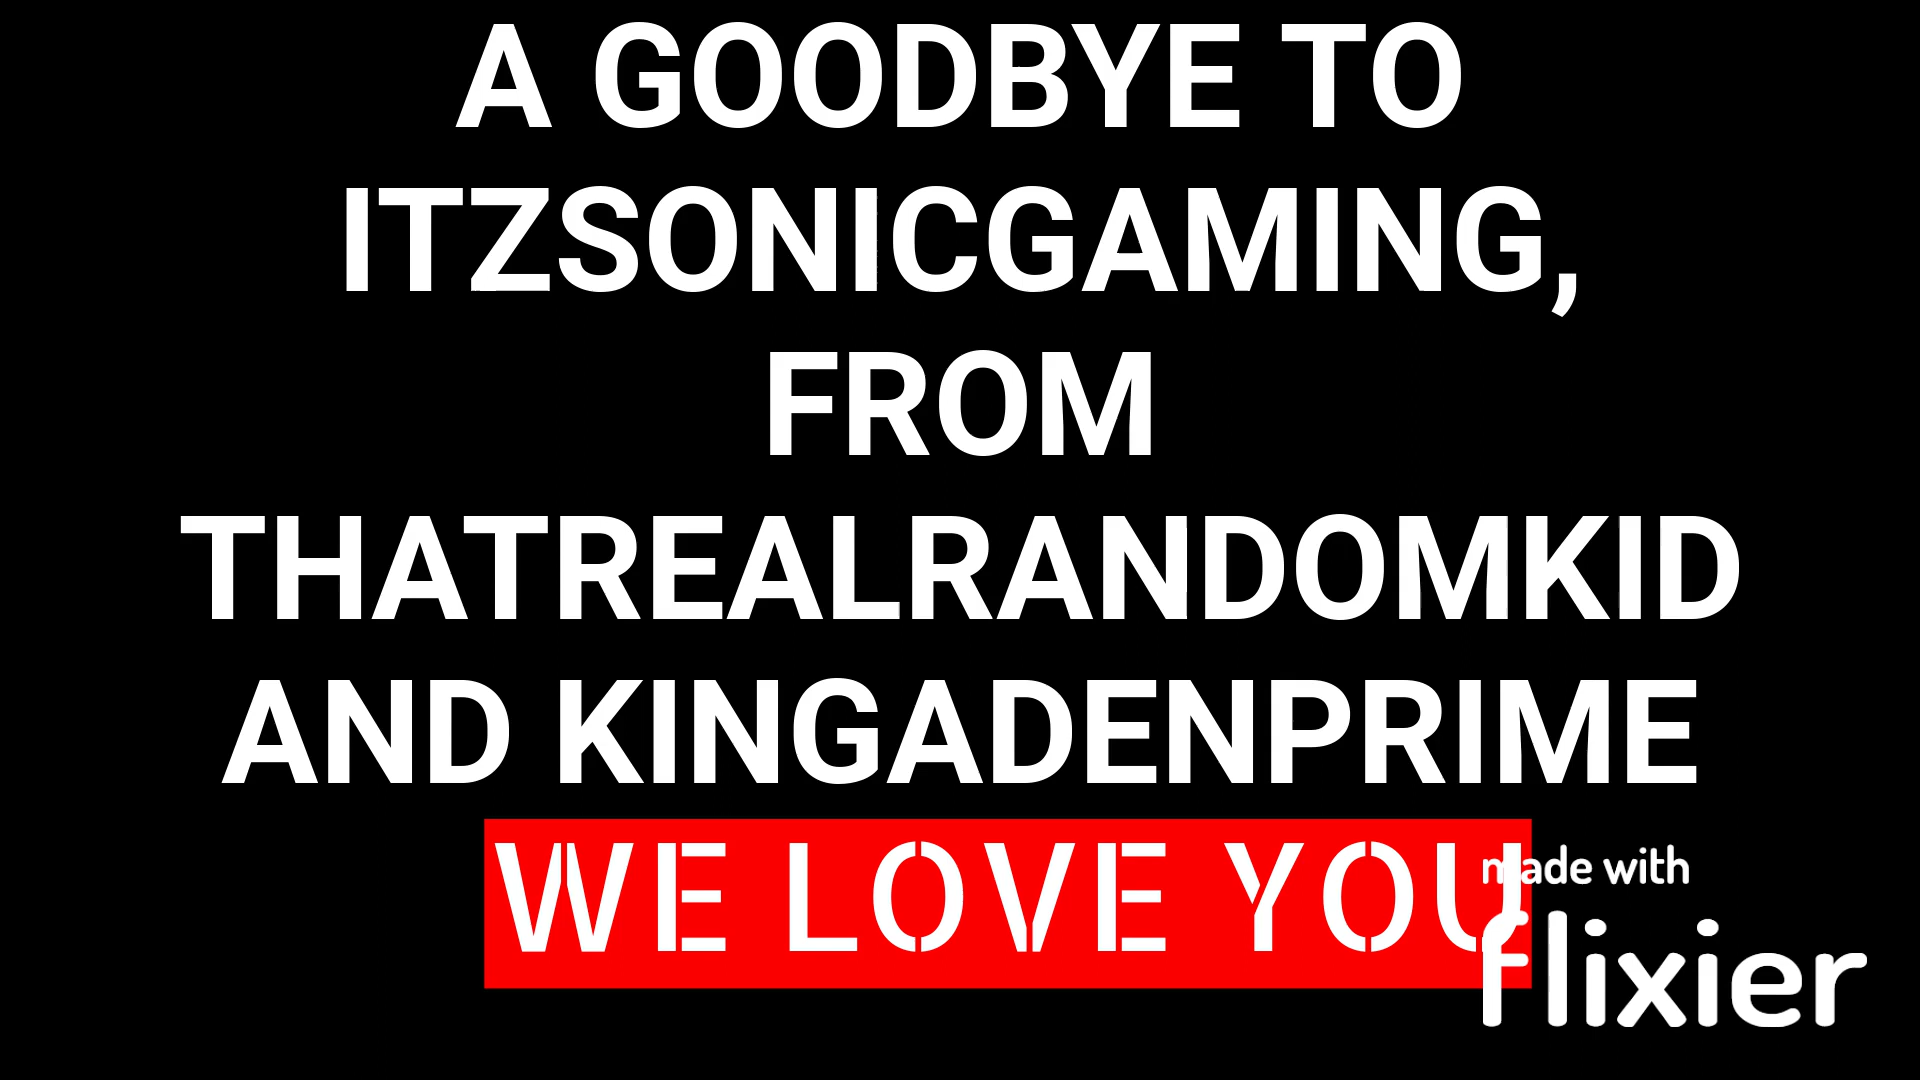 A GOODBYE TO
ITZSONICGAMING,
FROM
THATREALRANDOMKID
AND KINGADENPRIME
WE LOVE YOU
made with
flixier